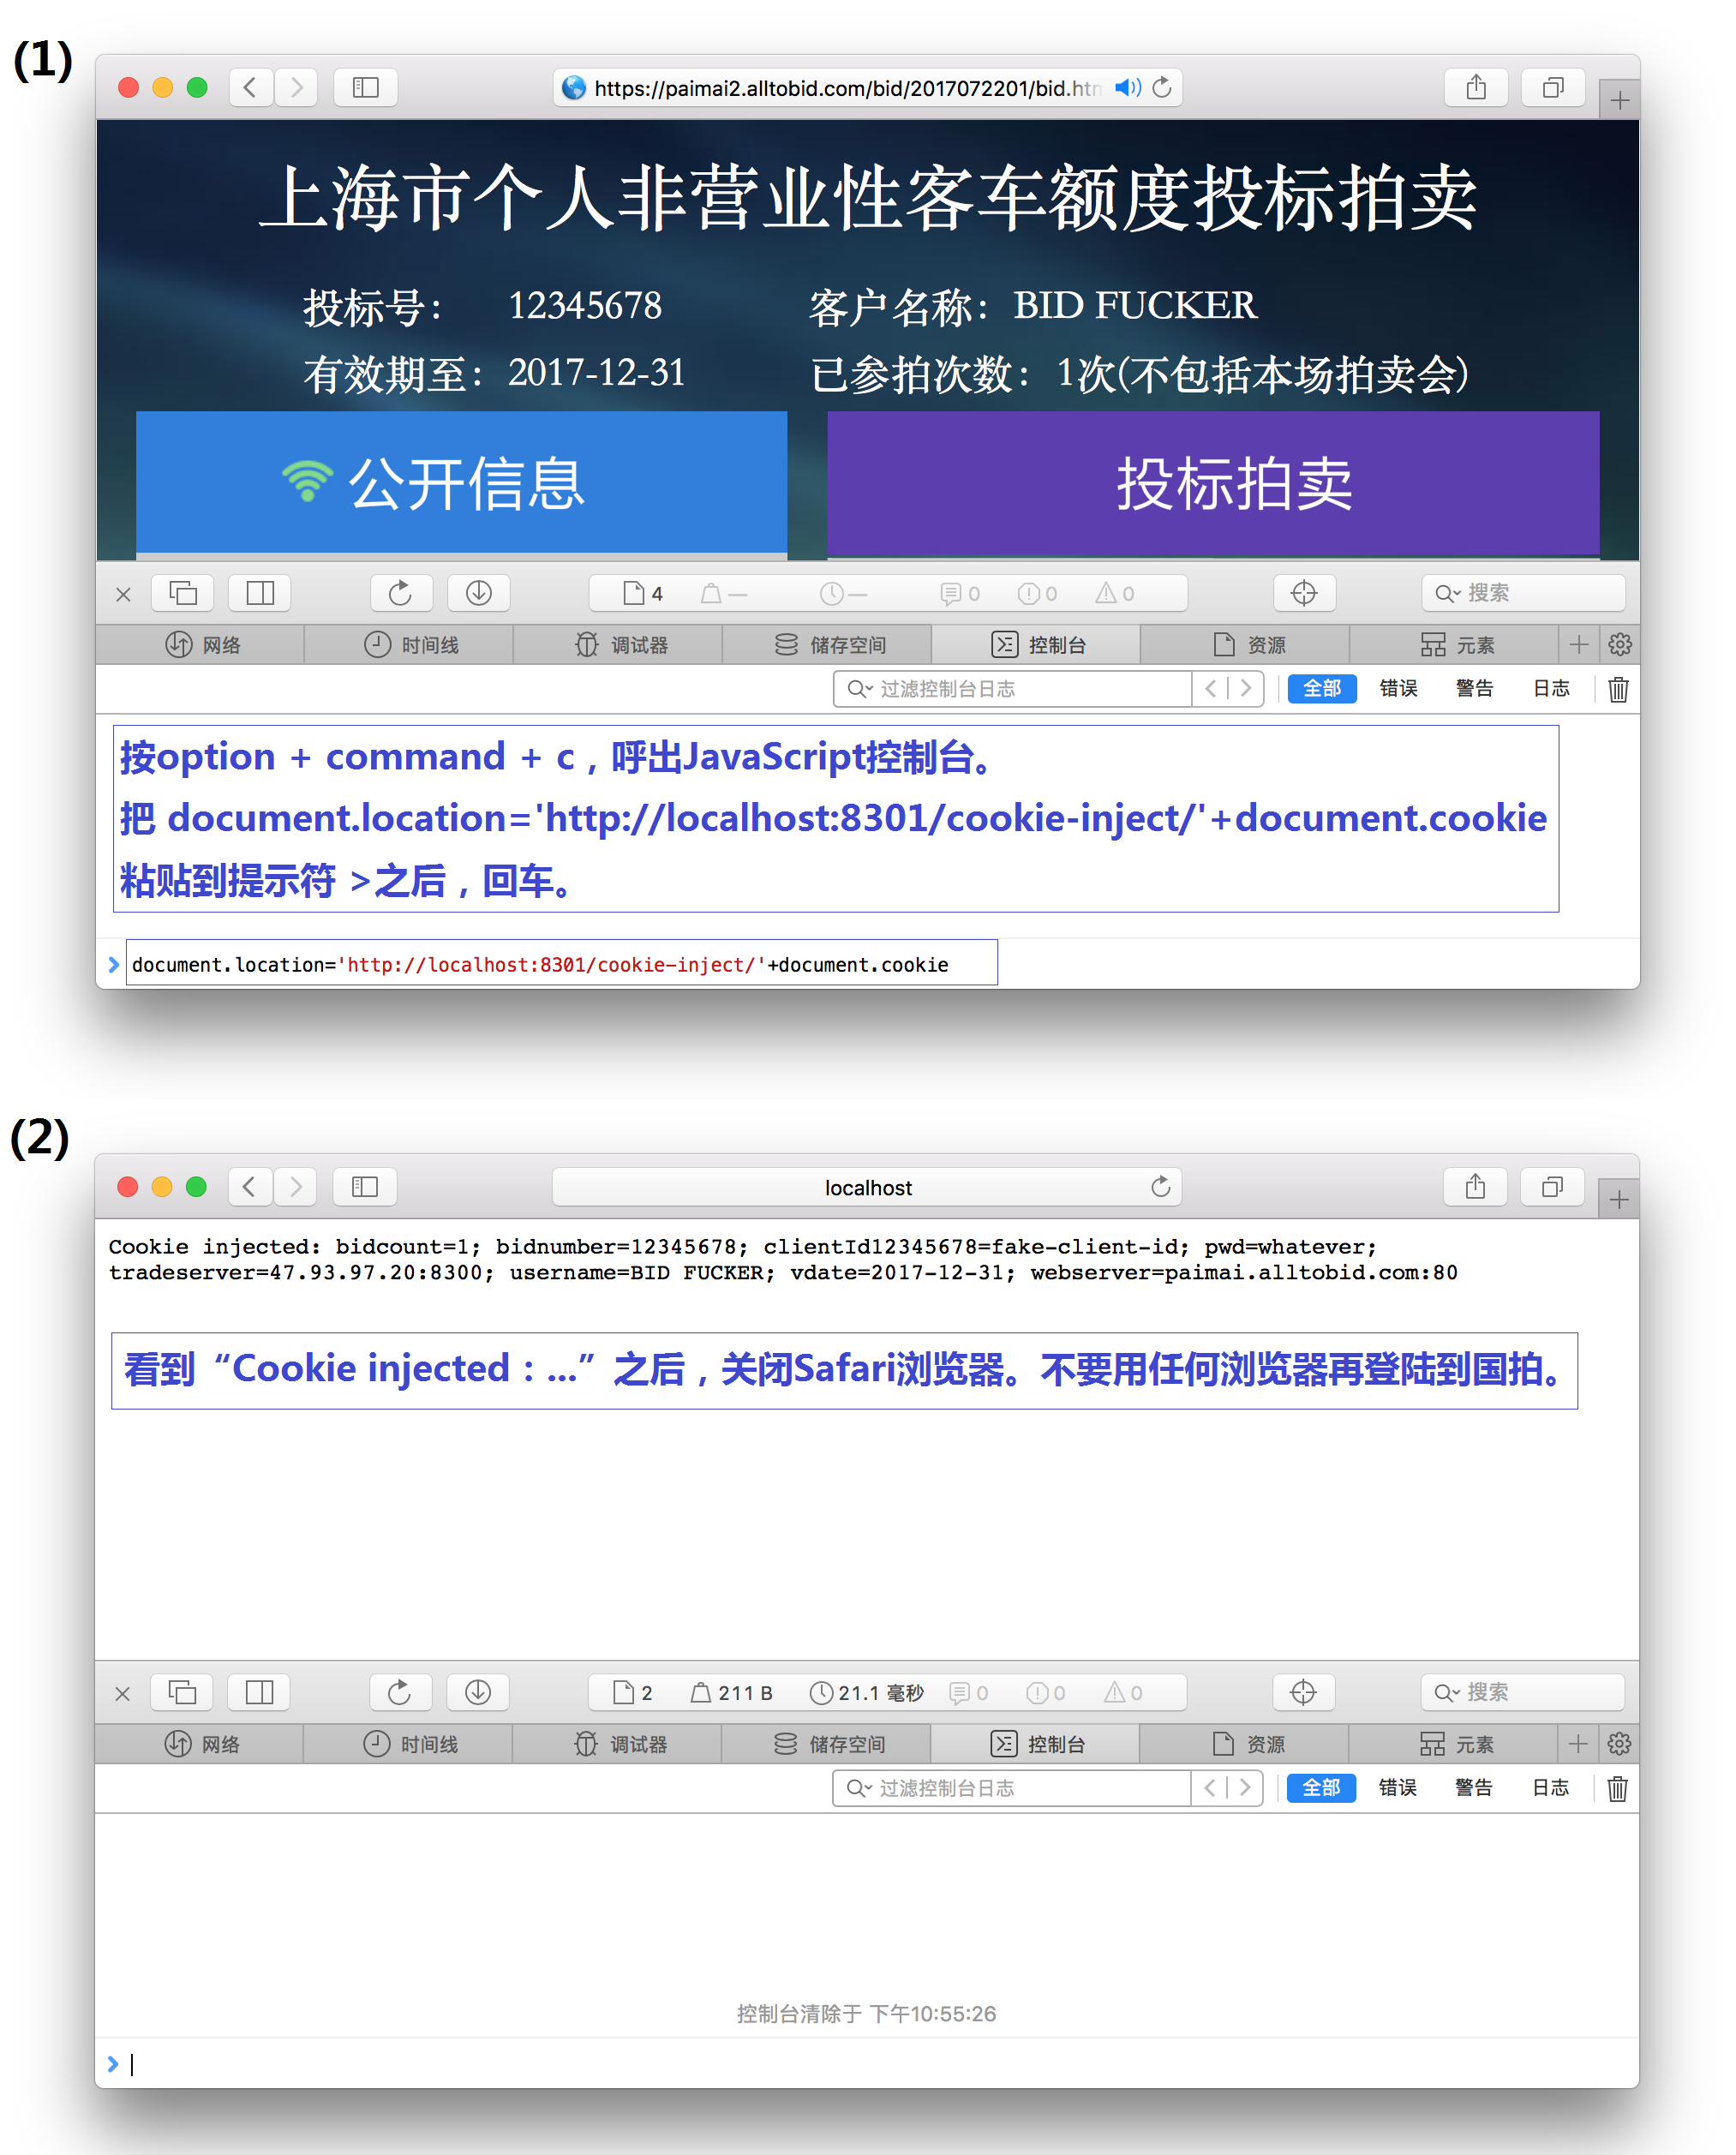 (1)
https://paimai2.alltobid.com/bid/2017072201/bid.htm
上海市个人非营业性客车额度投标拍卖
投标号: 12345678 客户名称: BID FUCKER
有效期至: 2017-12-31 已参拍次数: 1次(不包括本场拍卖会)
公开信息 投标拍卖
4 — — 0 0 0 搜索
网络 时间线 调试器 储存空间 控制台 资源 元素
过滤控制台日志 全部 错误 警告 日志
按option + command + c，呼出JavaScript控制台。
把 document.location='http://localhost:8301/cookie-inject/'+document.cookie
粘贴到提示符 >之后，回车。
document.location='http://localhost:8301/cookie-inject/'+document.cookie
(2)
localhost
Cookie injected: bidcount=1; bidnumber=12345678; clientId12345678=fake-client-id; pwd=whatever;
tradeserver=47.93.97.20:8300; username=BID FUCKER; vdate=2017-12-31; webserver=paimai.alltobid.com:80
看到“Cookie injected：...”之后，关闭Safari浏览器。不要用任何浏览器再登陆到国拍。
2 211 B 21.1 毫秒 0 0 0 搜索
网络 时间线 调试器 储存空间 控制台 资源 元素
过滤控制台日志 全部 错误 警告 日志
控制台清除于 下午10:55:26